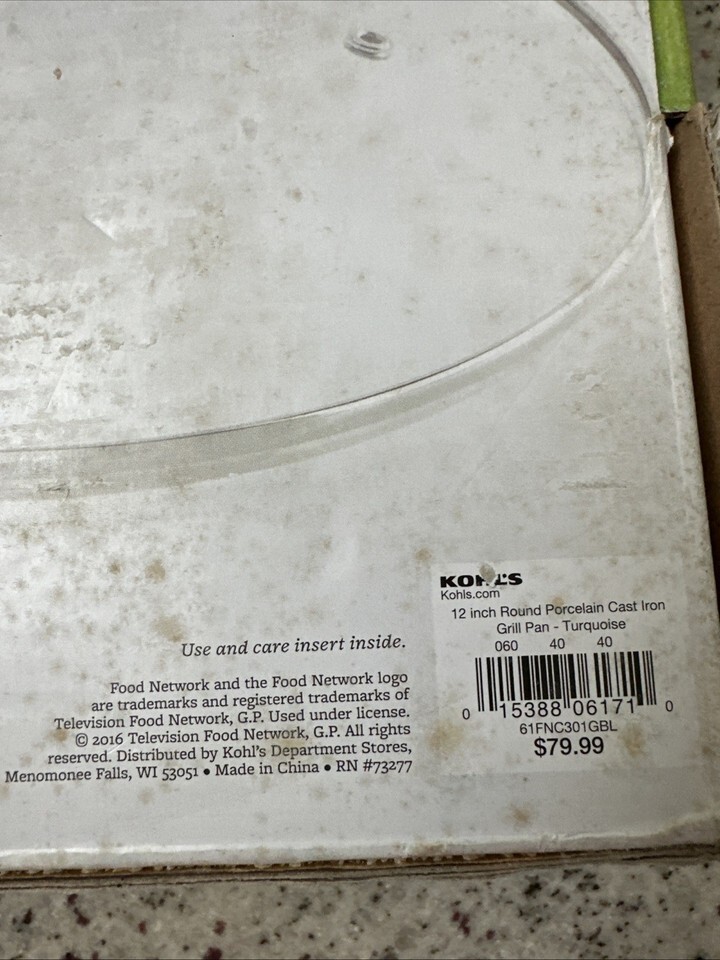 Use and care insert inside.
Food Network and the Food Network logo
are trademarks and registered trademarks of
Television Food Network, G.P. Used under license.
© 2016 Television Food Network, G.P. All rights
reserved. Distributed by Kohl's Department Stores,
Menomonee Falls, WI 53051 • Made in China • RN #73277
KOHL'S
Kohls.com
12 inch Round Porcelain Cast Iron
Grill Pan - Turquoise
060 40 40
0 15388 06171 0
61FNC301GBL
$79.99